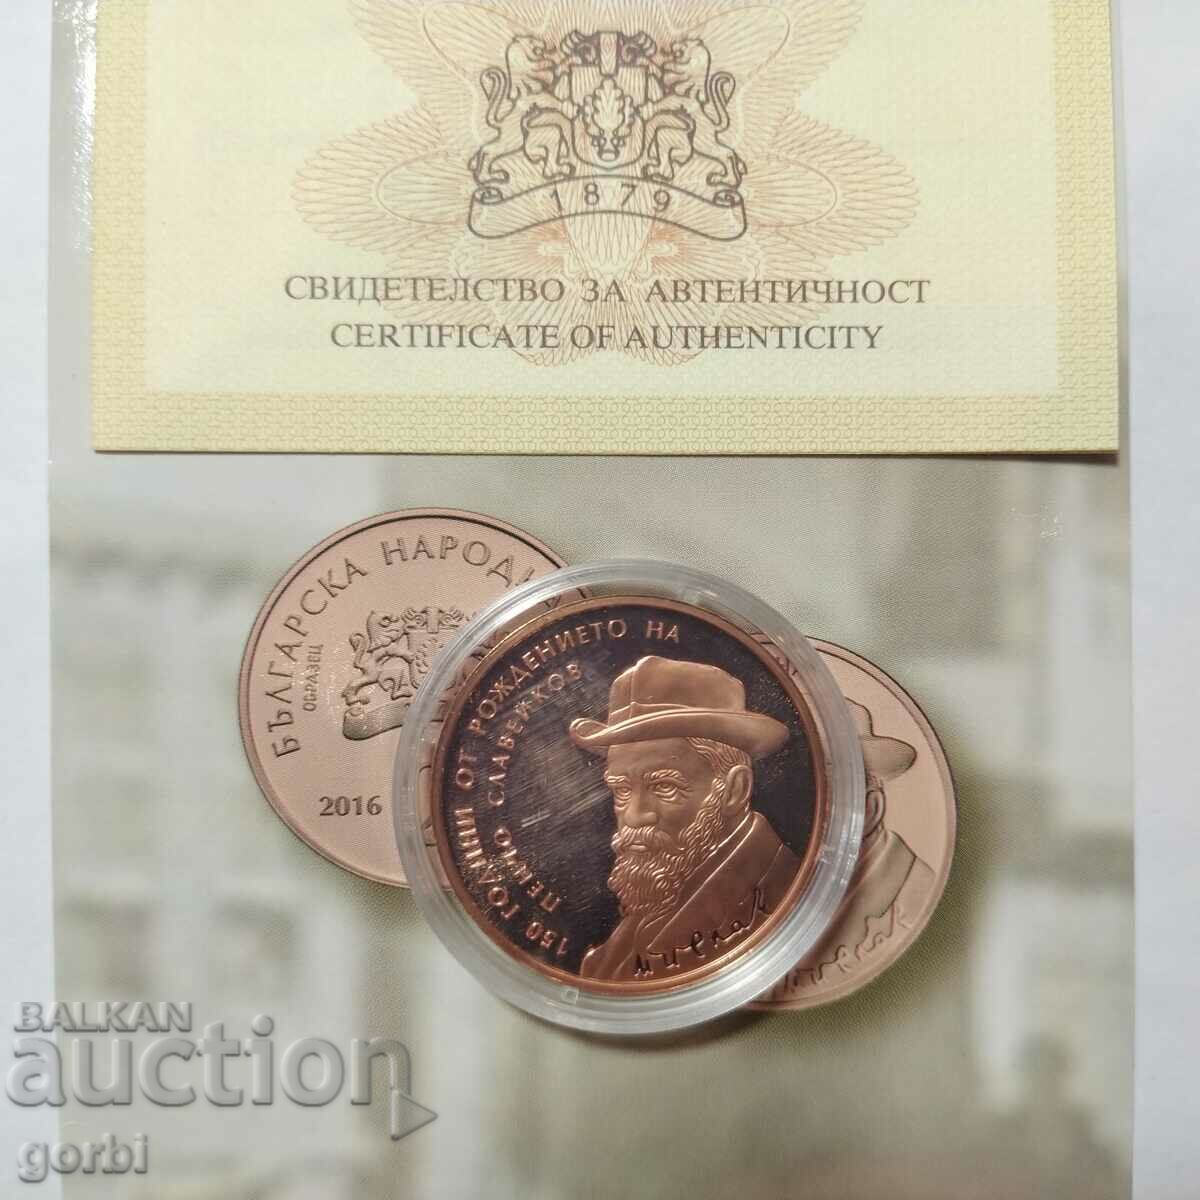 1879
СВИДЕТЕЛСТВО ЗА АВТЕНТИЧНОСТ
CERTIFICATE OF AUTHENTICITY
БЪЛГАРСКА НАРОДН
ОБРАЗЕЦ
2016
150 ГОДИНИ ОТ РОЖДЕНИЕТО НА
ПЕНЧО СЛАВЕЙКОВ
BALKAN
auction
gorbi